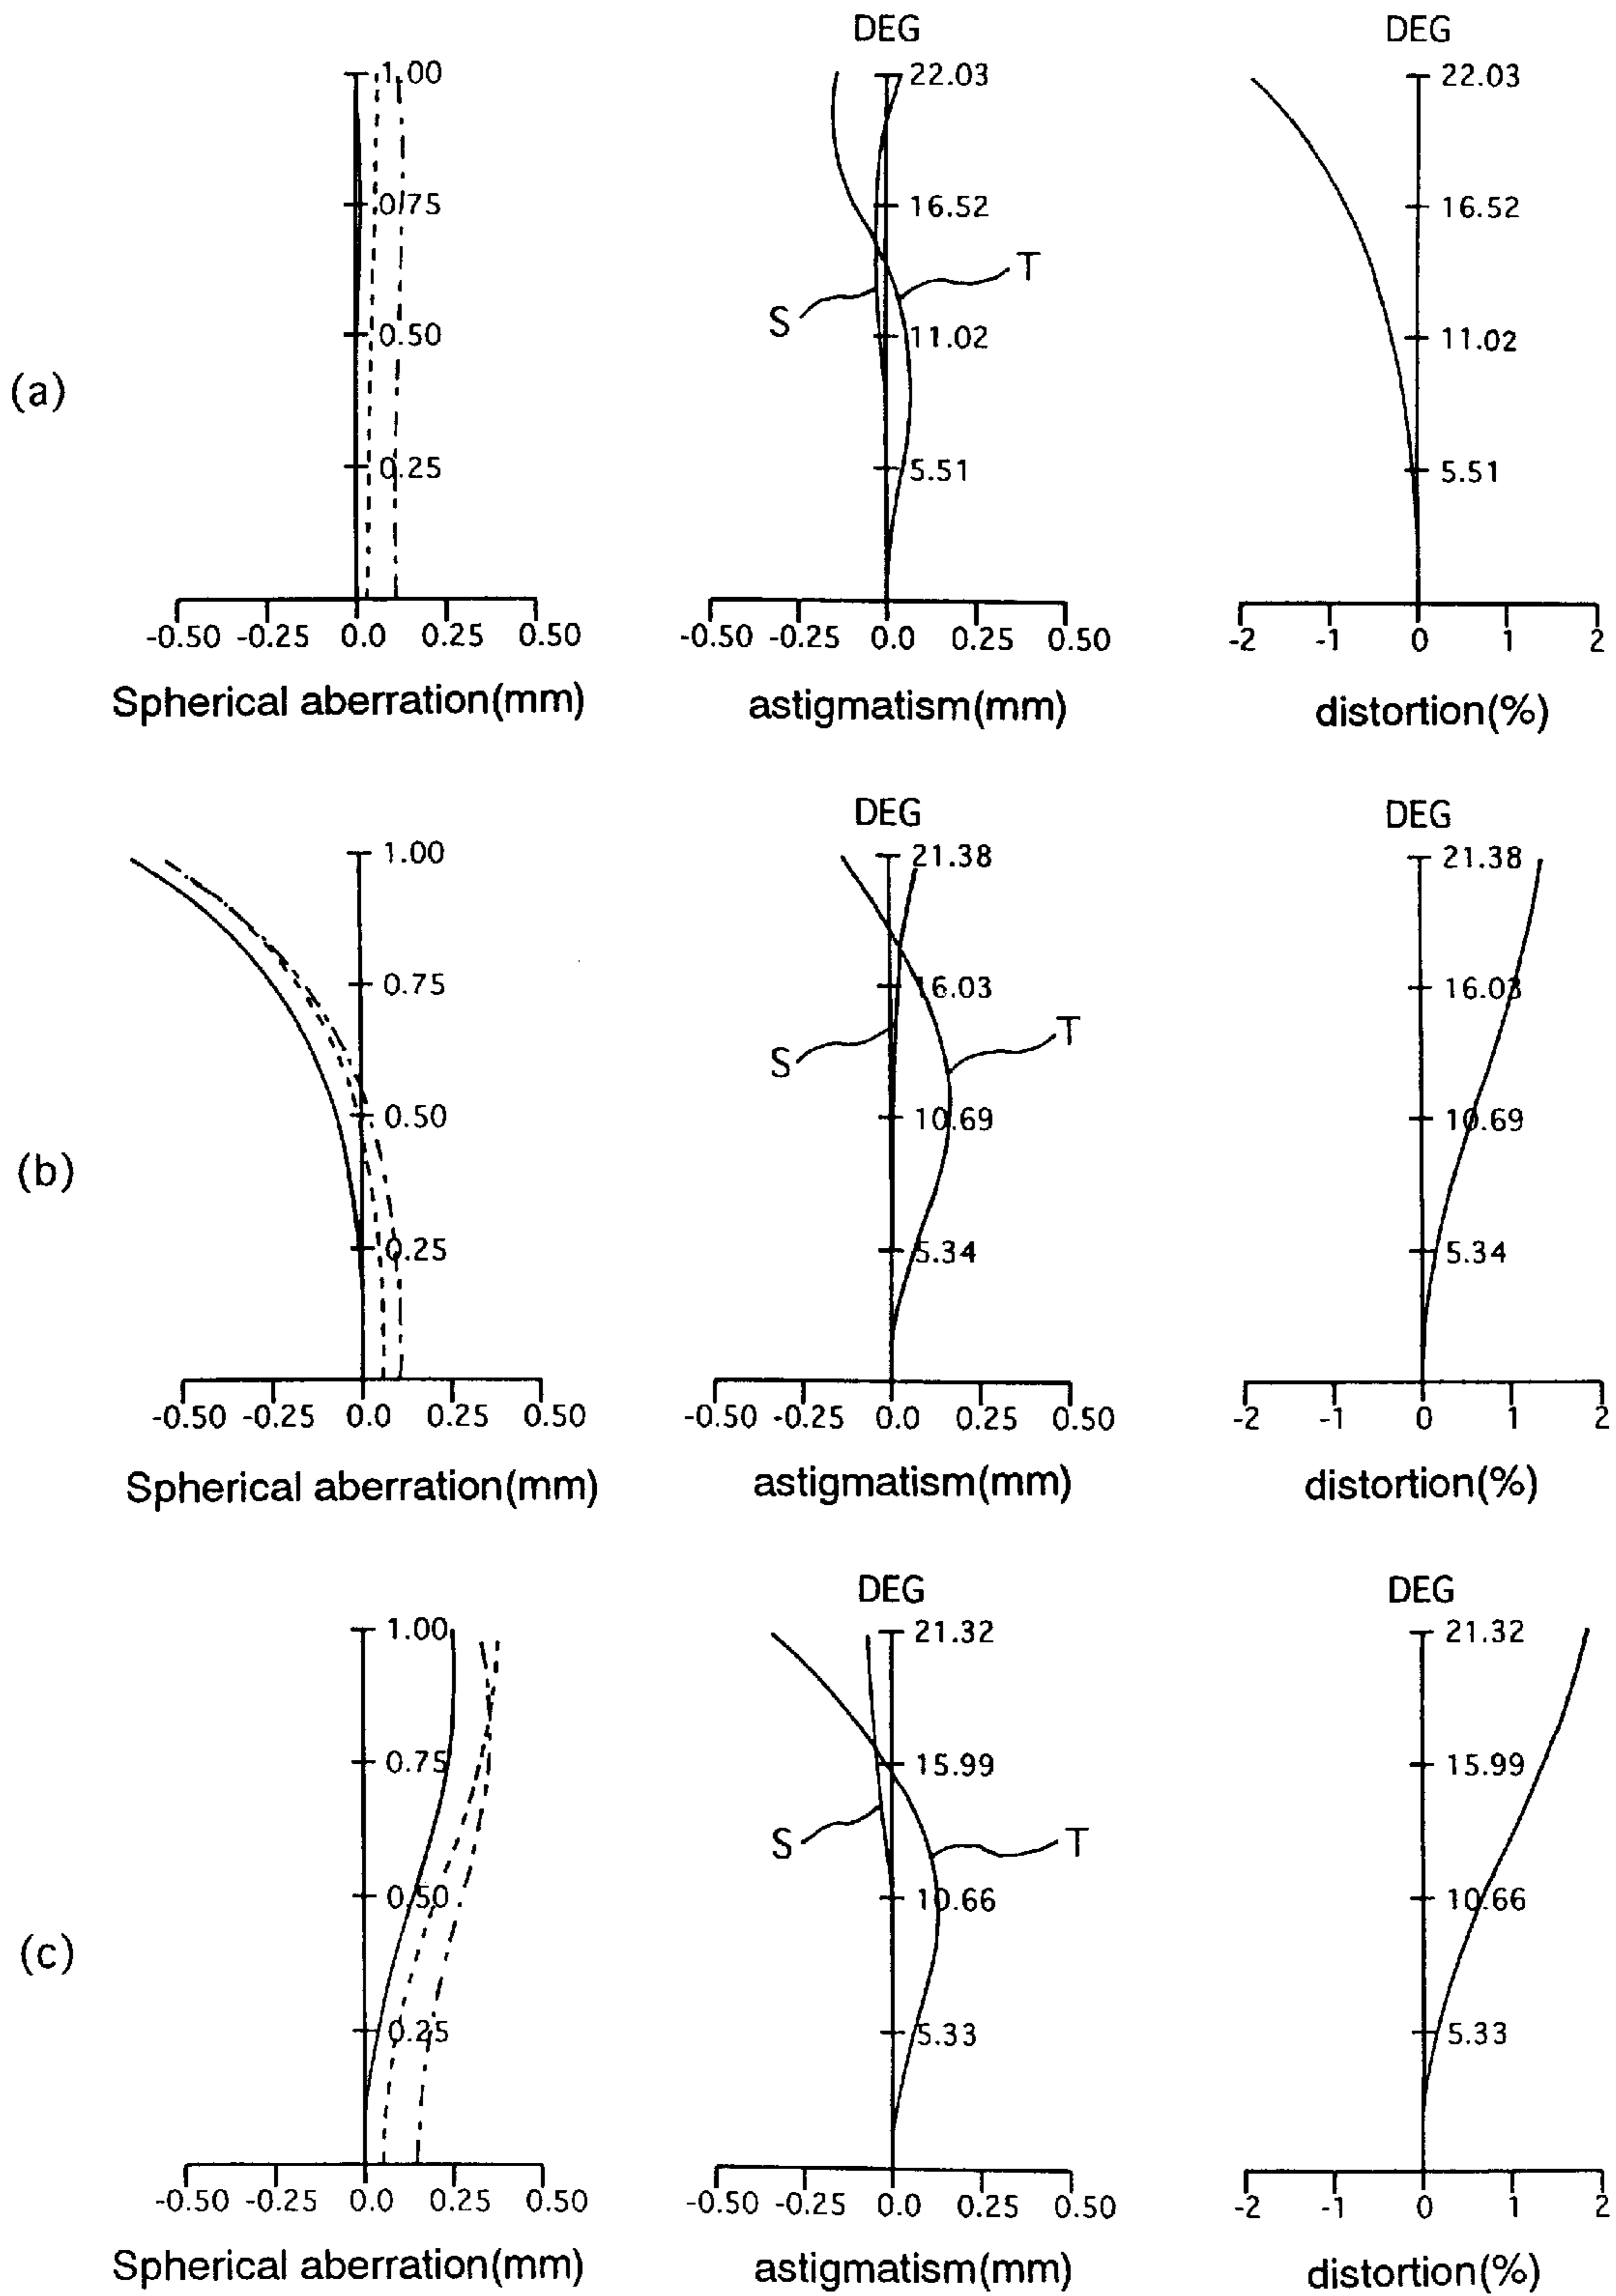 DEG
DEG
1.00
22.03
22.03
0.75
16.52
16.52
T
S
0.50
11.02
11.02
(a)
0.25
5.51
5.51
-0.50 -0.25 0.0 0.25 0.50
-0.50 -0.25 0.0 0.25 0.50
-2 -1 0 1 2
Spherical aberration(mm)
astigmatism(mm)
distortion(%)
DEG
DEG
1.00
21.38
21.38
0.75
16.03
16.03
T
S
0.50
10.69
10.69
(b)
0.25
5.34
5.34
-0.50 -0.25 0.0 0.25 0.50
-0.50 -0.25 0.0 0.25 0.50
-2 -1 0 1 2
Spherical aberration(mm)
astigmatism(mm)
distortion(%)
DEG
DEG
1.00
21.32
21.32
0.75
15.99
15.99
S
T
0.50
10.66
10.66
(c)
0.25
5.33
5.33
-0.50 -0.25 0.0 0.25 0.50
-0.50 -0.25 0.0 0.25 0.50
-2 -1 0 1 2
Spherical aberration(mm)
astigmatism(mm)
distortion(%)